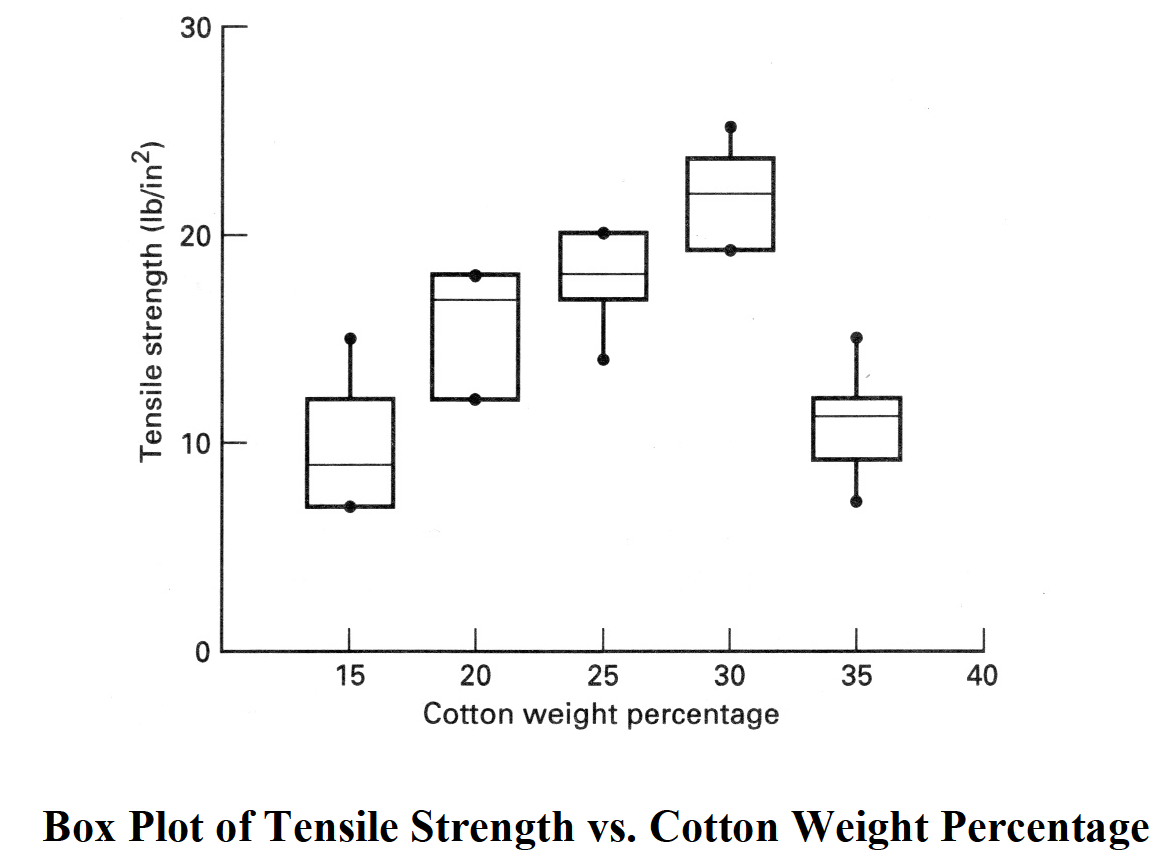 30
20
10
0
Tensile strength (lb/in²)
15 20 25 30 35 40
Cotton weight percentage
Box Plot of Tensile Strength vs. Cotton Weight Percentage